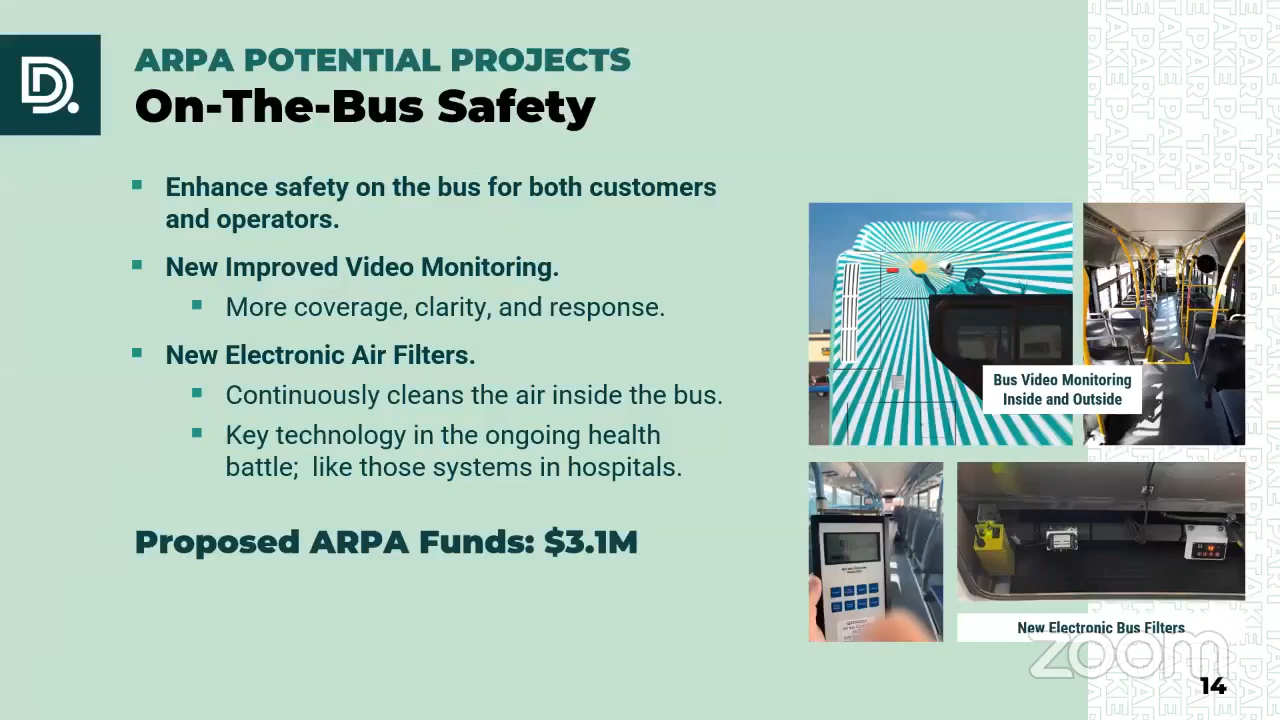 ARPA POTENTIAL PROJECTS
On-The-Bus Safety
Enhance safety on the bus for both customers
and operators.
New Improved Video Monitoring.
More coverage, clarity, and response.
New Electronic Air Filters.
Continuously cleans the air inside the bus.
Key technology in the ongoing health
battle;  like those systems in hospitals.
Proposed ARPA Funds: $3.1M
Bus Video Monitoring
Inside and Outside
New Electronic Bus Filters
zoom
14
TAKE PART